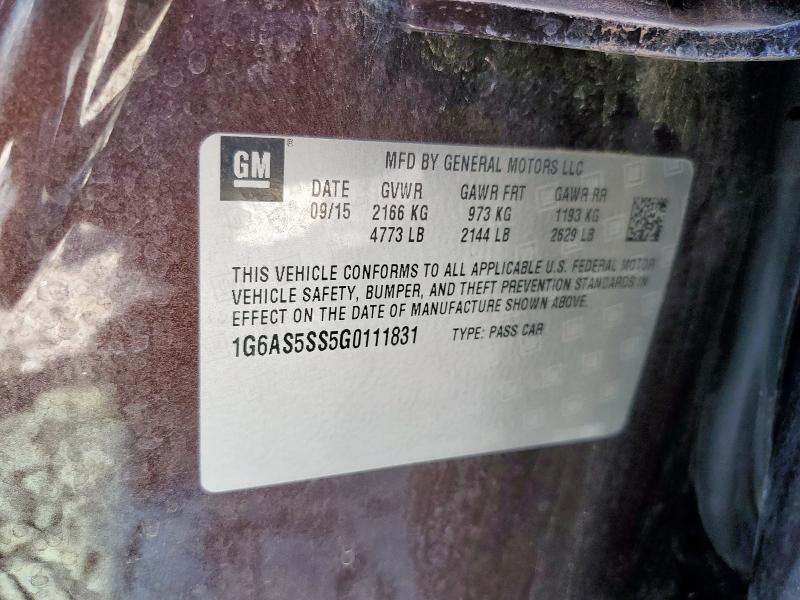 GM ®
MFD BY GENERAL MOTORS LLC
DATE GVWR GAWR FRT GAWR RR
09/15 2166 KG 973 KG 1193 KG
4773 LB 2144 LB 2629 LB
THIS VEHICLE CONFORMS TO ALL APPLICABLE U.S. FEDERAL MOTOR
VEHICLE SAFETY, BUMPER, AND THEFT PREVENTION STANDARDS IN
EFFECT ON THE DATE OF MANUFACTURE SHOWN ABOVE.
1G6AS5SS5G0111831 TYPE: PASS CAR